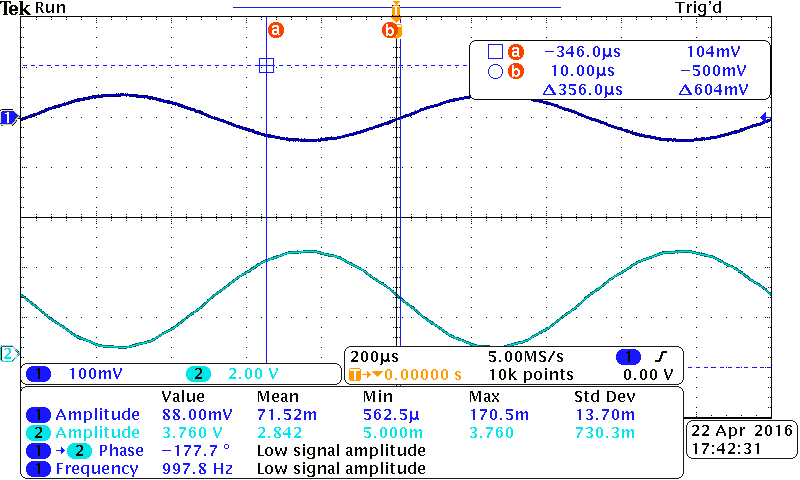 Tek Run Trig'd
T
a b
a −346.0µs 104mV
b 10.00µs −500mV
Δ356.0µs Δ604mV
1
2
1 100mV 2 2.00 V
200µs 5.00MS/s 1
T 0.00000 s 10k points 0.00 V
Value Mean Min Max Std Dev
1 Amplitude 88.00mV 71.52m 562.5µ 170.5m 13.70m
2 Amplitude 3.760 V 2.842 5.000m 3.760 730.3m
1 → 2 Phase −177.7 ° Low signal amplitude
1 Frequency 997.8 Hz Low signal amplitude
22 Apr 2016
17:42:31